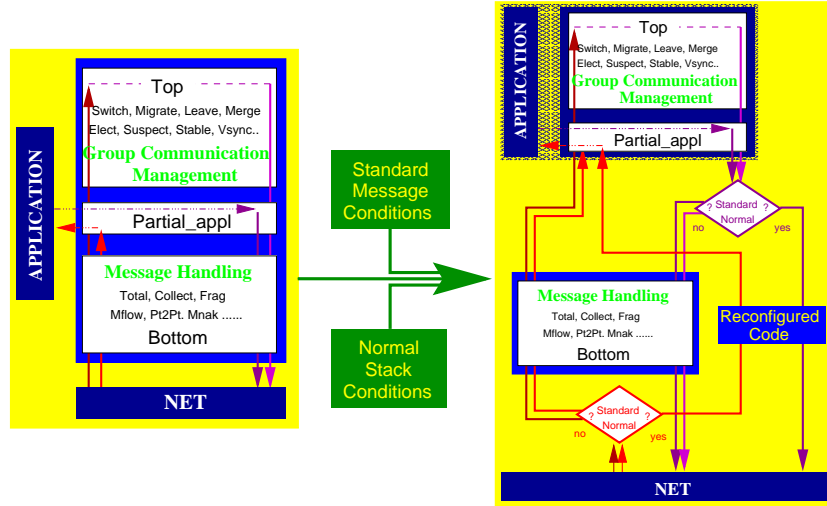 Top
Switch, Migrate, Leave, Merge
Elect, Suspect, Stable, Vsync..
Group Communication
Management
APPLICATION
Partial_appl
Message Handling
Total, Collect, Frag
Mflow, Pt2Pt. Mnak ......
Bottom
NET
Standard
Message
Conditions
Normal
Stack
Conditions
APPLICATION
Top
Switch, Migrate, Leave, Merge
Elect, Suspect, Stable, Vsync..
Group Communication
Management
Partial_appl
? Standard ?
Normal
no yes
Message Handling
Total, Collect, Frag
Mflow, Pt2Pt. Mnak ......
Bottom
Reconfigured
Code
? Standard ?
Normal
no yes
NET